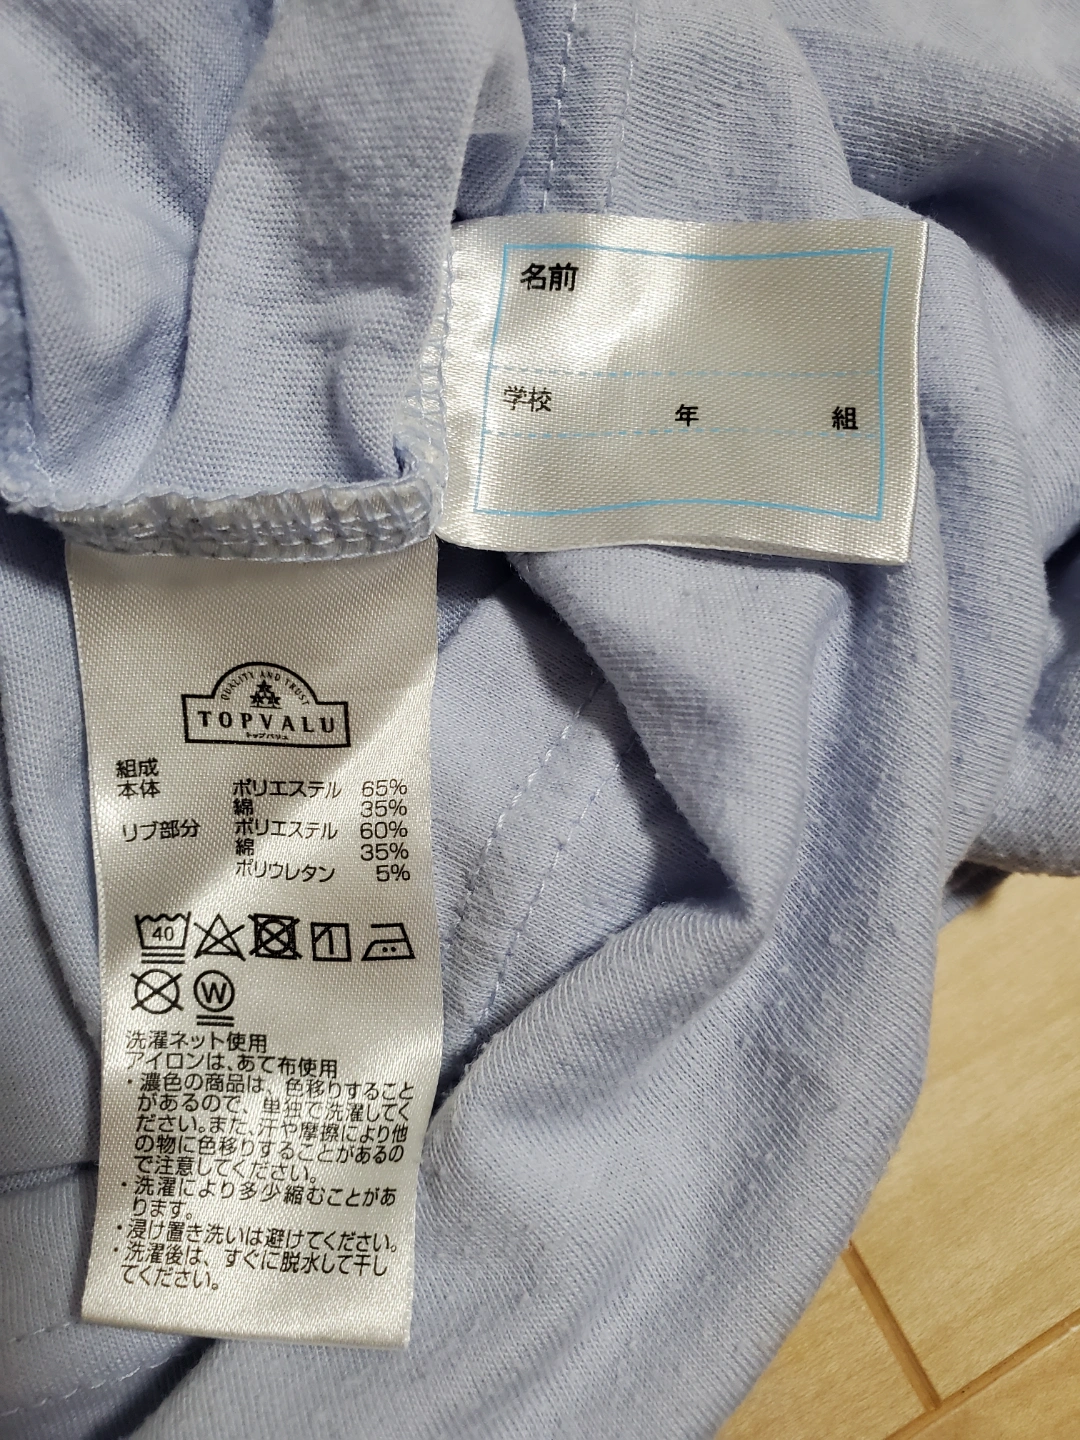 名前
学校 年 組
QUALITY AND TRUST
TOPVALU
トップバリュ
組成
本体 ポリエステル 65%
綿 35%
リブ部分 ポリエステル 60%
綿 35%
ポリウレタン 5%
40
W
洗濯ネット使用
アイロンは、あて布使用
・濃色の商品は、色移りすること
があるので、単独で洗濯してく
ださい。また、汗や摩擦により他
の物に色移りすることがあるの
で注意してください。
・洗濯により多少縮むことがあ
ります。
・浸け置き洗いは避けてください。
・洗濯後は、すぐに脱水して干し
てください。